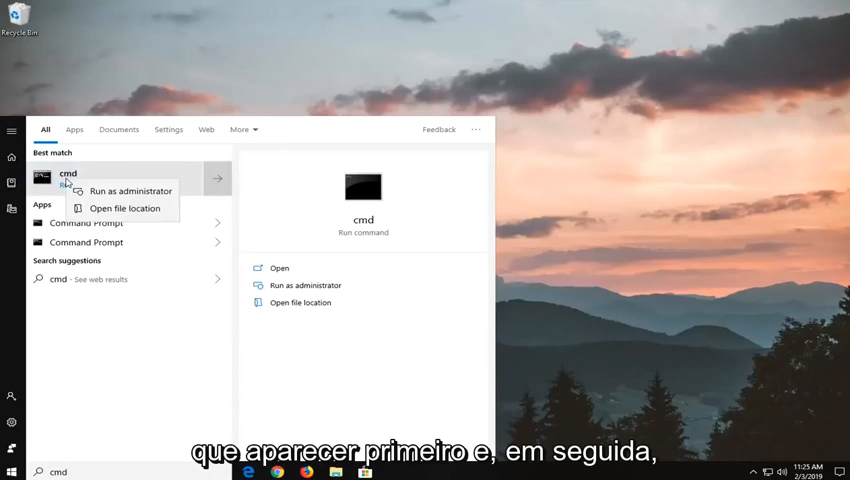 Recycle Bin
All Apps Documents Settings Web More Feedback ...
Best match
cmd
Run as administrator
Open file location
Apps
Command Prompt
Command Prompt
Search suggestions
cmd - See web results
cmd
Run command
Open
Run as administrator
Open file location
que aparecer primeiro e, em seguida,
cmd
11:25 AM
2/3/2019